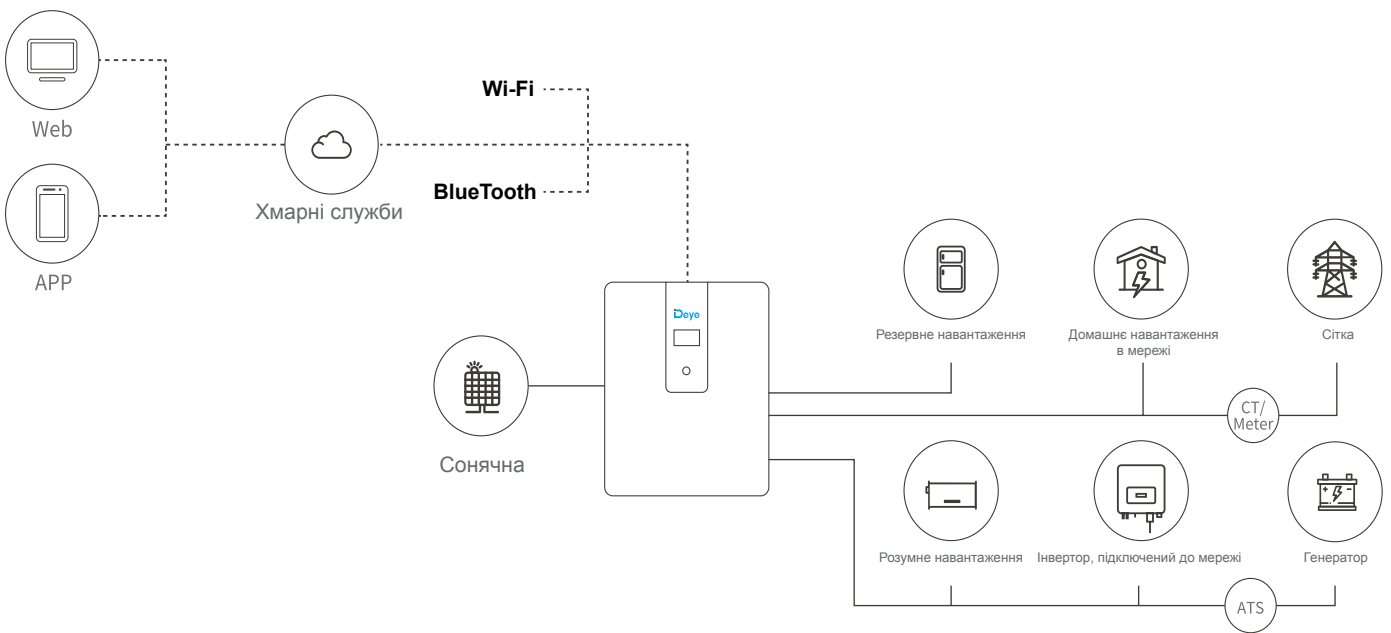 Web
APP
Хмарні служби
Wi-Fi
BlueTooth
Deye
Сонячна
Резервне навантаження
Домашнє навантаження
в мережі
Сітка
CT/
Meter
Розумне навантаження
Інвертор, підключений до мережі
Генератор
ATS